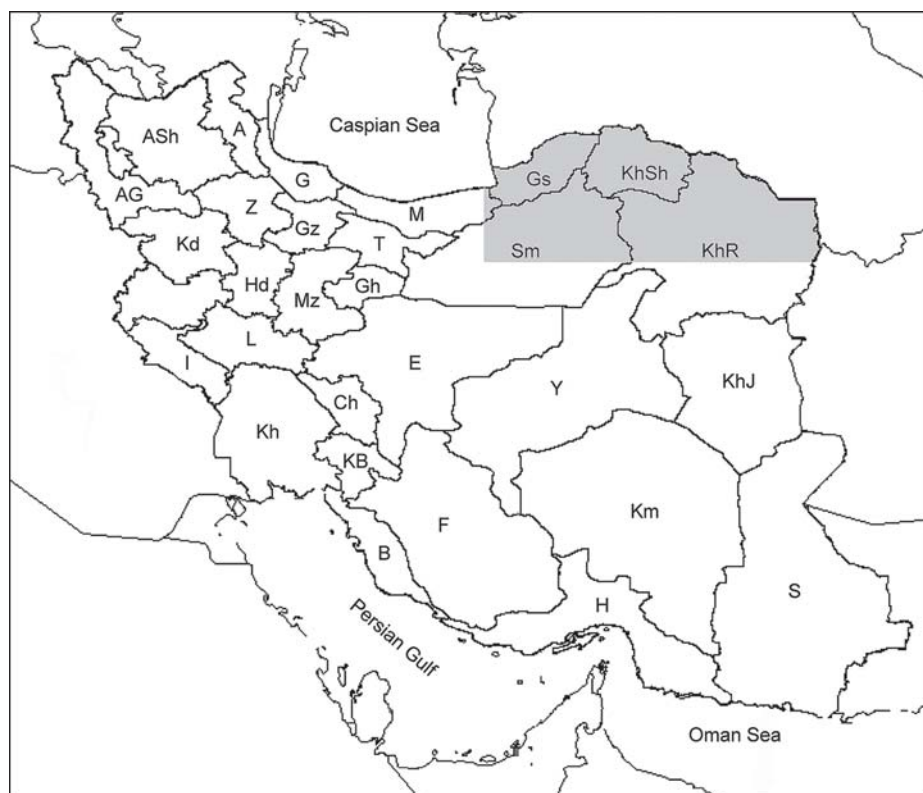 Caspian Sea
A
ASh
G
Gs
KhSh
AG
Z
M
Gz
T
Kd
Sm
KhR
Hd
Gh
Mz
L
I
E
KhJ
Y
Ch
Kh
KB
Km
F
B
S
H
Persian Gulf
Oman Sea